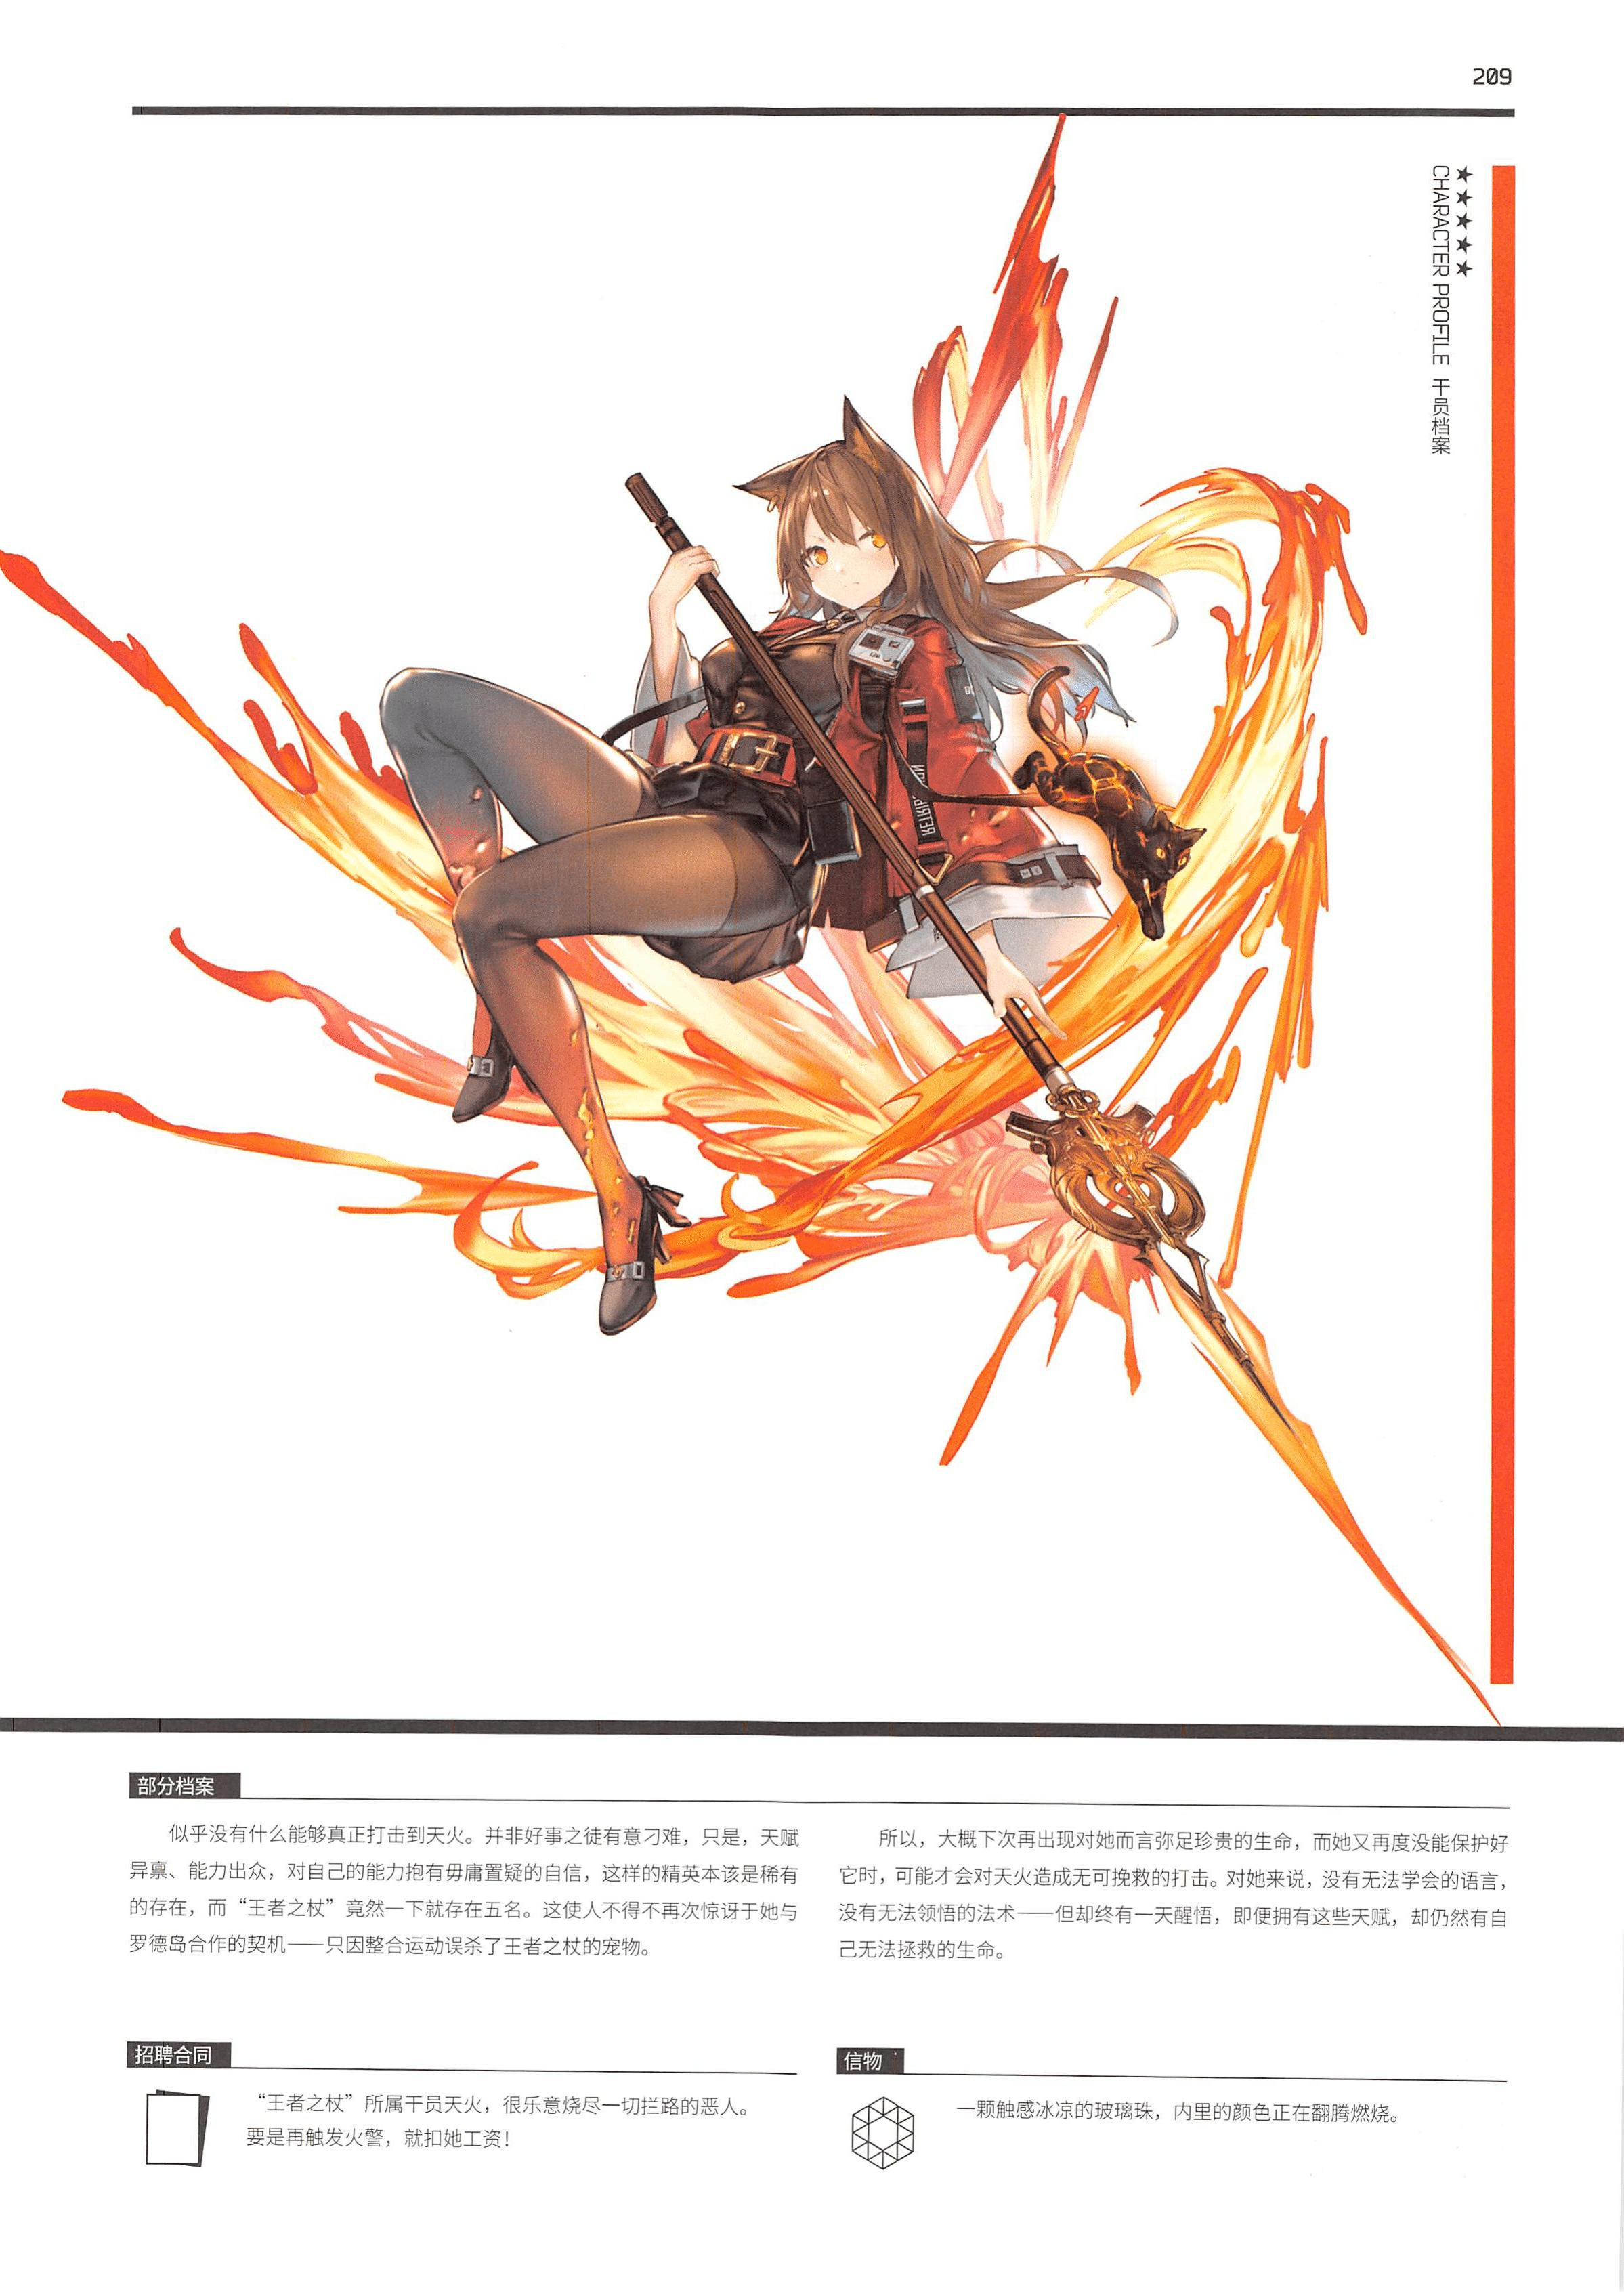 209
★★★★★
CHARACTER PROFILE 干员档案
部分档案
似乎没有什么能够真正打击到天火。并非好事之徒有意刁难，只是，天赋
异禀、能力出众，对自己的能力抱有毋庸置疑的自信，这样的精英本该是稀有
的存在，而“王者之杖”竟然一下就存在五名。这使人不得不再次惊讶于她与
罗德岛合作的契机——只因整合运动误杀了王者之杖的宠物。
所以，大概下次再出现对她而言弥足珍贵的生命，而她又再度没能保护好
它时，可能才会对天火造成无可挽救的打击。对她来说，没有无法学会的语言，
没有无法领悟的法术——但却终有一天醒悟，即便拥有这些天赋，却仍然有自
己无法拯救的生命。
招聘合同
“王者之杖”所属干员天火，很乐意烧尽一切拦路的恶人。
要是再触发火警，就扣她工资！
信物
一颗触感冰凉的玻璃珠，内里的颜色正在翻腾燃烧。